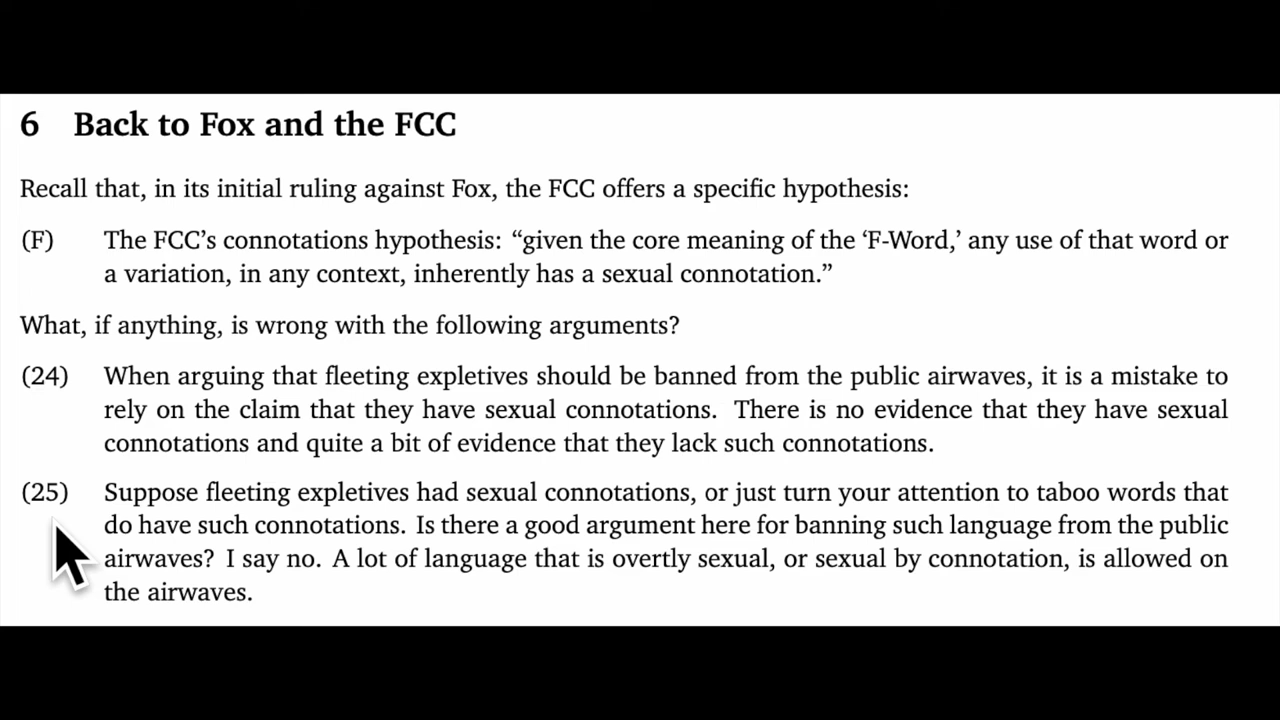 6 Back to Fox and the FCC
Recall that, in its initial ruling against Fox, the FCC offers a specific hypothesis:
(F) The FCC’s connotations hypothesis: “given the core meaning of the ‘F-Word,’ any use of that word or
a variation, in any context, inherently has a sexual connotation.”
What, if anything, is wrong with the following arguments?
(24) When arguing that fleeting expletives should be banned from the public airwaves, it is a mistake to
rely on the claim that they have sexual connotations. There is no evidence that they have sexual
connotations and quite a bit of evidence that they lack such connotations.
(25) Suppose fleeting expletives had sexual connotations, or just turn your attention to taboo words that
do have such connotations. Is there a good argument here for banning such language from the public
airwaves? I say no. A lot of language that is overtly sexual, or sexual by connotation, is allowed on
the airwaves.